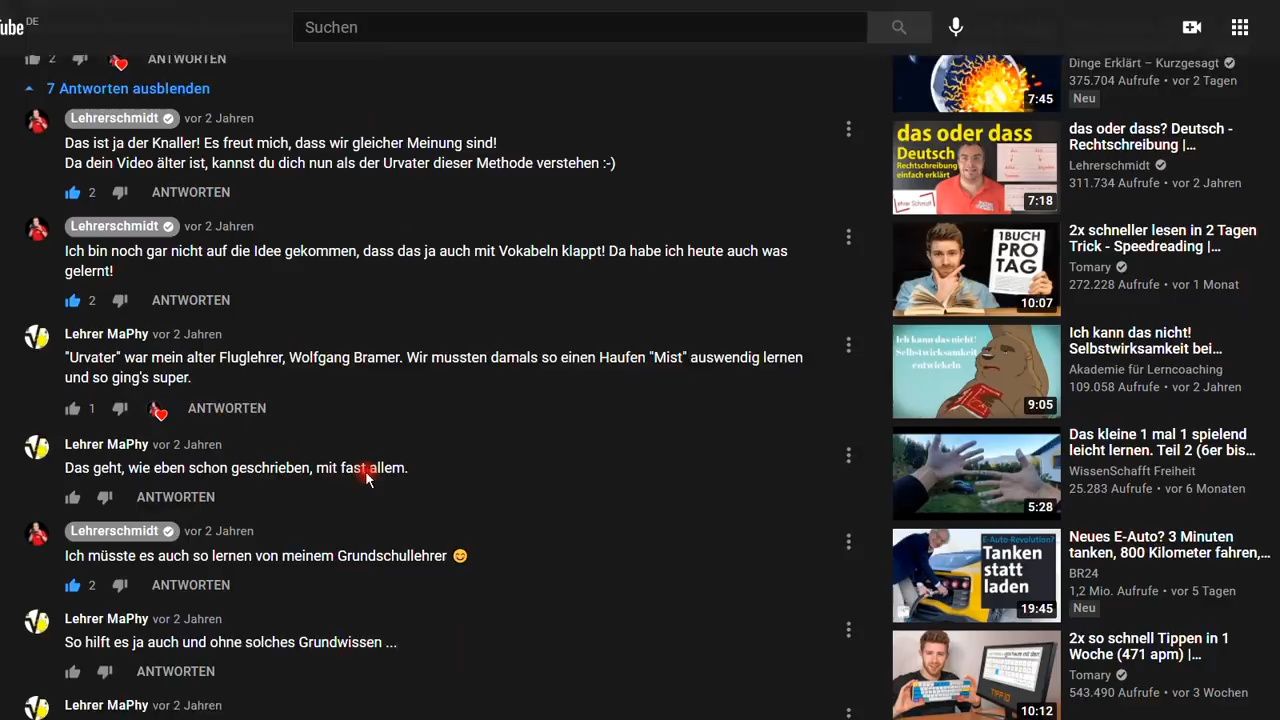 Tube DE
Suchen
2 ANTWORTEN
7 Antworten ausblenden
Lehrerschmidt vor 2 Jahren
Das ist ja der Knaller! Es freut mich, dass wir gleicher Meinung sind!
Da dein Video älter ist, kannst du dich nun als der Urvater dieser Methode verstehen :-)
2 ANTWORTEN
Lehrerschmidt vor 2 Jahren
Ich bin noch gar nicht auf die Idee gekommen, dass das ja auch mit Vokabeln klappt! Da habe ich heute auch was
gelernt!
2 ANTWORTEN
Lehrer MaPhy vor 2 Jahren
"Urvater" war mein alter Fluglehrer, Wolfgang Bramer. Wir mussten damals so einen Haufen "Mist" auswendig lernen
und so ging's super.
1 ANTWORTEN
Lehrer MaPhy vor 2 Jahren
Das geht, wie eben schon geschrieben, mit fast allem.
ANTWORTEN
Lehrerschmidt vor 2 Jahren
Ich müsste es auch so lernen von meinem Grundschullehrer 😊
2 ANTWORTEN
Lehrer MaPhy vor 2 Jahren
So hilft es ja auch und ohne solches Grundwissen ...
ANTWORTEN
Lehrer MaPhy vor 2 Jahren
7:45
Dinge Erklärt – Kurzgesagt
375.704 Aufrufe • vor 2 Tagen
Neu
das oder dass
Deutsch
Rechtschreibung
einfach erklärt
Lehrer Schmidt
7:18
das oder dass? Deutsch -
Rechtschreibung |...
Lehrerschmidt
311.734 Aufrufe • vor 2 Jahren
1 BUCH
PRO
TAG
10:07
2x schneller lesen in 2 Tagen
Trick - Speedreading |...
Tomary
272.228 Aufrufe • vor 1 Monat
Ich kann das nicht!
Selbstwirksamkeit
entwickeln
9:05
Ich kann das nicht!
Selbstwirksamkeit bei...
Akademie für Lerncoaching
109.058 Aufrufe • vor 2 Jahren
5:28
Das kleine 1 mal 1 spielend
leicht lernen. Teil 2 (6er bis...
WissenSchafft Freiheit
25.283 Aufrufe • vor 6 Monaten
E-Auto-Revolution?
Tanken
statt
laden
19:45
Neues E-Auto? 3 Minuten
tanken, 800 Kilometer fahren,...
BR24
1,2 Mio. Aufrufe • vor 5 Tagen
Neu
10:12
2x so schnell Tippen in 1
Woche (471 apm) |...
Tomary
543.490 Aufrufe • vor 3 Wochen